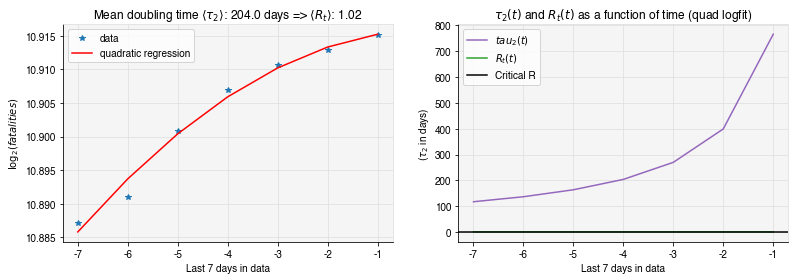 Mean doubling time ⟨τ₂⟩: 204.0 days => ⟨Rₜ⟩: 1.02
data
quadratic regression
log₂(fatalities)
10.915
10.910
10.905
10.900
10.895
10.890
10.885
-7 -6 -5 -4 -3 -2 -1
Last 7 days in data
τ₂(t) and Rₜ(t) as a function of time (quad logfit)
tau₂(t)
Rₜ(t)
Critical R
(τ₂ in days)
800
700
600
500
400
300
200
100
0
-7 -6 -5 -4 -3 -2 -1
Last 7 days in data